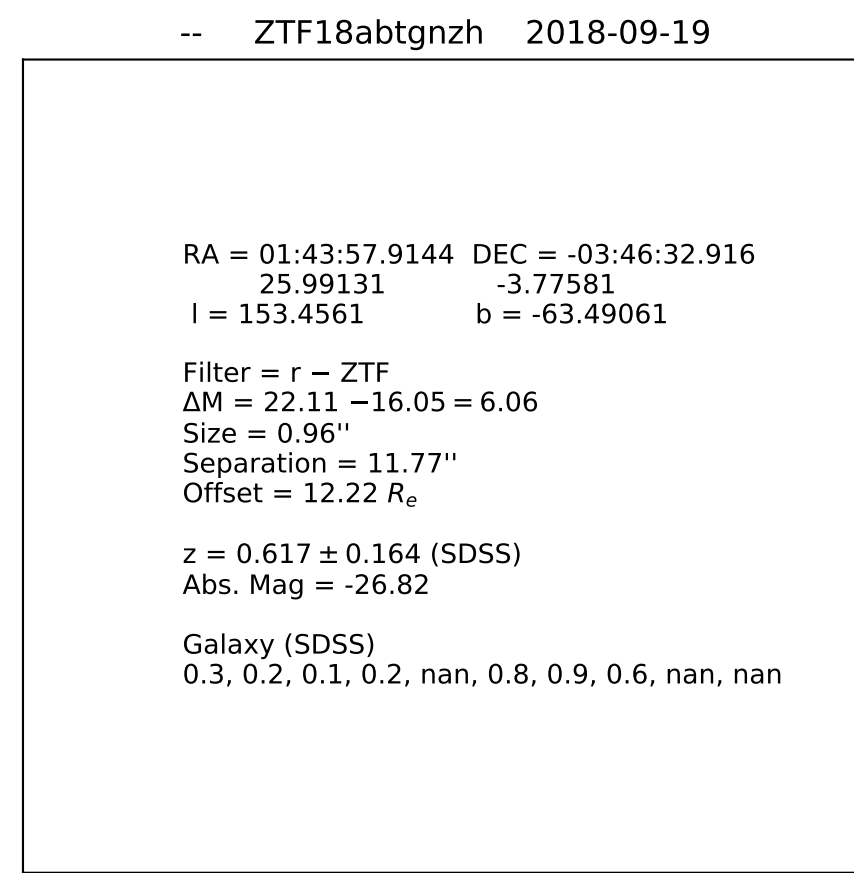 -- ZTF18abtgnzh 2018-09-19
RA = 01:43:57.9144 DEC = -03:46:32.916
25.99131 -3.77581
l = 153.4561 b = -63.49061
Filter = r − ZTF
ΔM = 22.11 −16.05 = 6.06
Size = 0.96''
Separation = 11.77''
Offset = 12.22 Rₑ
z = 0.617 ± 0.164 (SDSS)
Abs. Mag = -26.82
Galaxy (SDSS)
0.3, 0.2, 0.1, 0.2, nan, 0.8, 0.9, 0.6, nan, nan